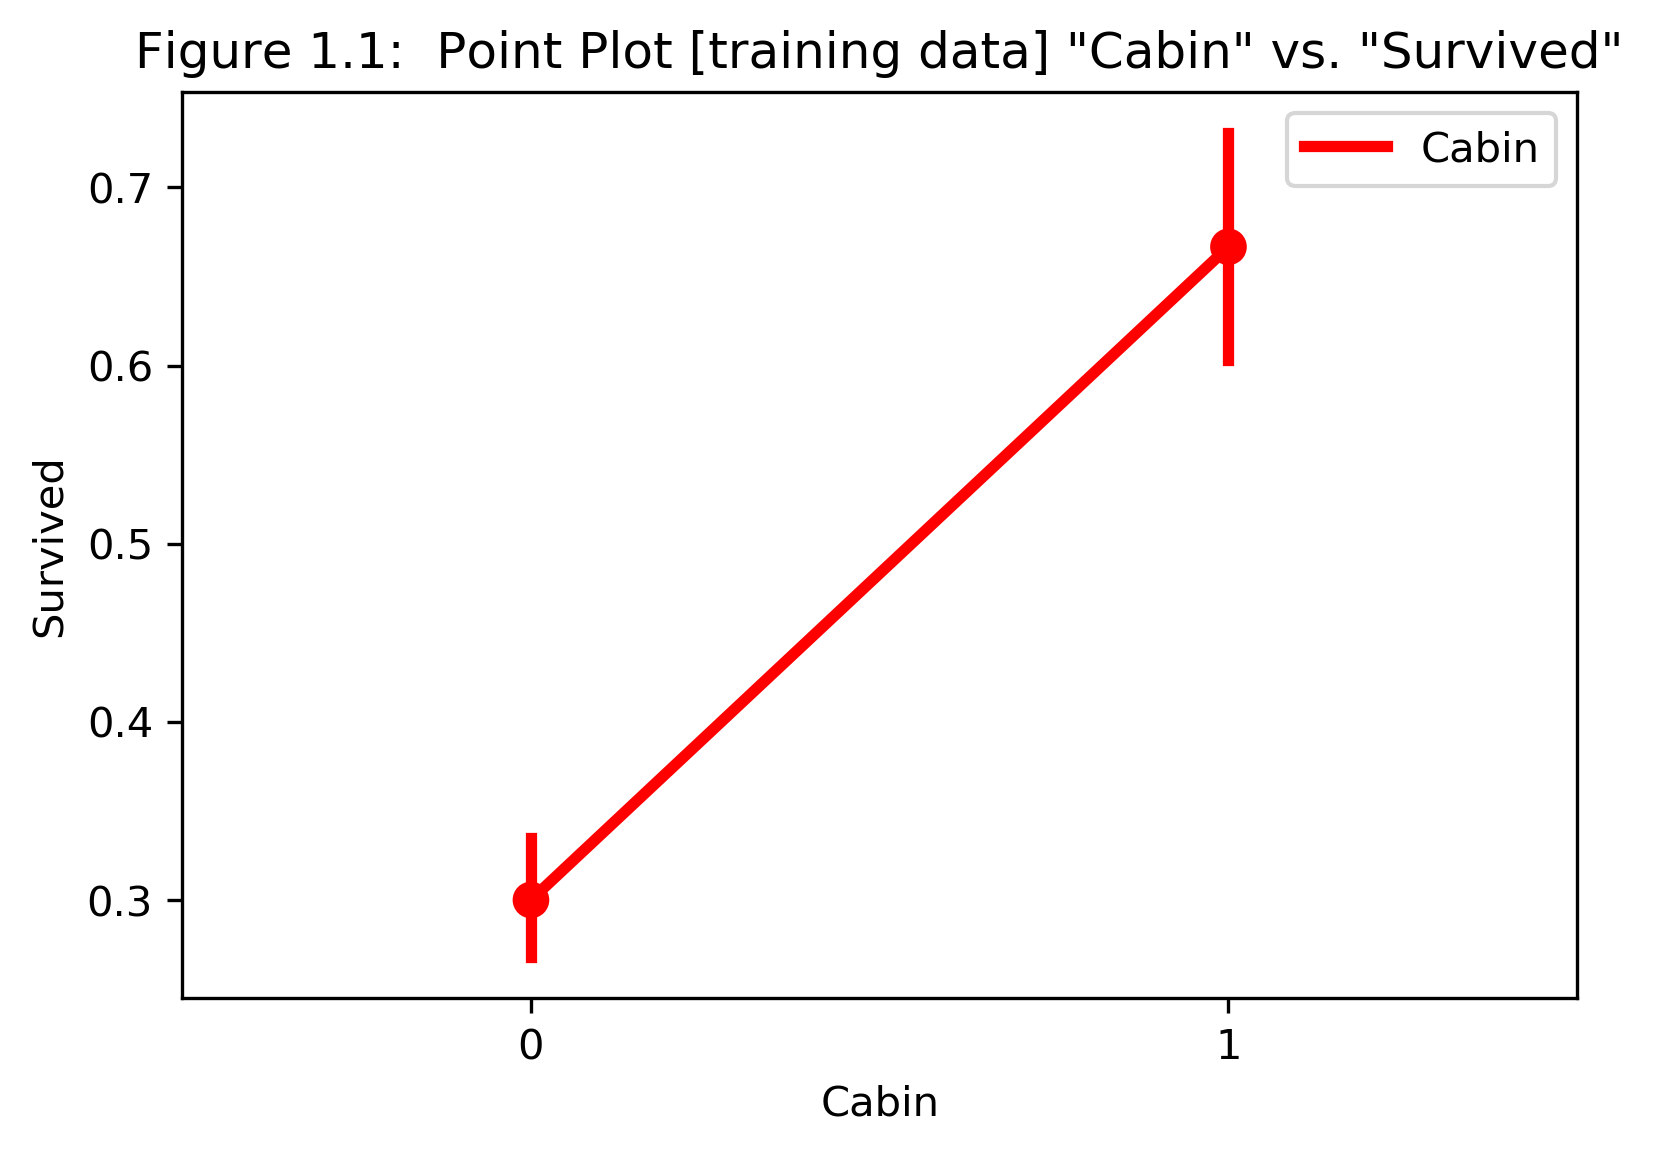 Figure 1.1:  Point Plot [training data] "Cabin" vs. "Survived"
Cabin
0.7
0.6
0.5
0.4
0.3
Survived
0
1
Cabin